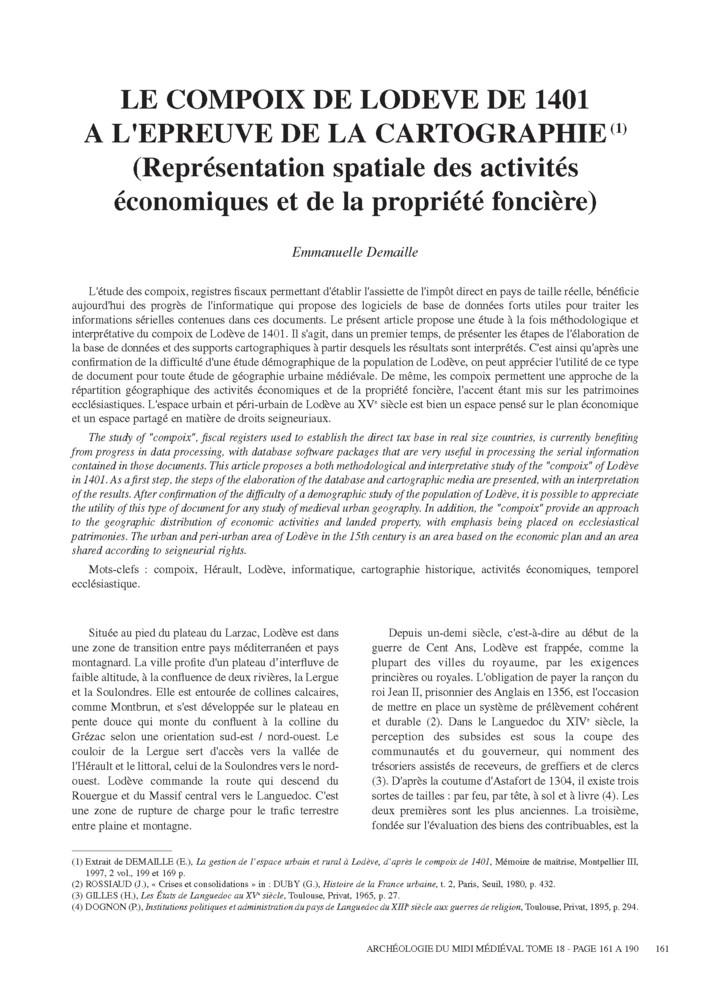 LE COMPOIX DE LODEVE DE 1401
A L'EPREUVE DE LA CARTOGRAPHIE (1)
(Représentation spatiale des activités
économiques et de la propriété foncière)
Emmanuelle Demaille
L'étude des compoix, registres fiscaux permettant d'établir l'assiette de l'impôt direct en pays de taille réelle, bénéficie
aujourd'hui des progrès de l'informatique qui propose des logiciels de base de données forts utiles pour traiter les
informations sérielles contenues dans ces documents. Le présent article propose une étude à la fois méthodologique et
interprétative du compoix de Lodève de 1401. Il s'agit, dans un premier temps, de présenter les étapes de l'élaboration de
la base de données et des supports cartographiques à partir desquels les résultats sont interprétés. C'est ainsi qu'après une
confirmation de la difficulté d'une étude démographique de la population de Lodève, on peut apprécier l'utilité de ce type
de document pour toute étude de géographie urbaine médiévale. De même, les compoix permettent une approche de la
répartition géographique des activités économiques et de la propriété foncière, l'accent étant mis sur les patrimoines
ecclésiastiques. L'espace urbain et péri-urbain de Lodève au XVe siècle est bien un espace pensé sur le plan économique
et un espace partagé en matière de droits seigneuriaux.
The study of "compoix", fiscal registers used to establish the direct tax base in real size countries, is currently benefiting
from progress in data processing, with database software packages that are very useful in processing the serial information
contained in those documents. This article proposes a both methodological and interpretative study of the "compoix" of Lodève
in 1401. As a first step, the steps of the elaboration of the database and cartographic media are presented, with an interpretation
of the results. After confirmation of the difficulty of a demographic study of the population of Lodève, it is possible to appreciate
the utility of this type of document for any study of medieval urban geography. In addition, the "compoix" provide an approach
to the geographic distribution of economic activities and landed property, with emphasis being placed on ecclesiastical
patrimonies. The urban and peri-urban area of Lodève in the 15th century is an area based on the economic plan and an area
shared according to seigneurial rights.
Mots-clefs : compoix, Hérault, Lodève, informatique, cartographie historique, activités économiques, temporel
ecclésiastique.
Située au pied du plateau du Larzac, Lodève est dans
une zone de transition entre pays méditerranéen et pays
montagnard. La ville profite d'un plateau d'interfluve de
faible altitude, à la confluence de deux rivières, la Lergue
et la Soulondres. Elle est entourée de collines calcaires,
comme Montbrun, et s'est développée sur le plateau en
pente douce qui monte du confluent à la colline du
Grézac selon une orientation sud-est / nord-ouest. Le
couloir de la Lergue sert d'accès vers la vallée de
l'Hérault et le littoral, celui de la Soulondres vers le nord-
ouest. Lodève commande la route qui descend du
Rouergue et du Massif central vers le Languedoc. C'est
une zone de rupture de charge pour le trafic terrestre
entre plaine et montagne.
Depuis un-demi siècle, c'est-à-dire au début de la
guerre de Cent Ans, Lodève est frappée, comme la
plupart des villes du royaume, par les exigences
princières ou royales. L'obligation de payer la rançon du
roi Jean II, prisonnier des Anglais en 1356, est l'occasion
de mettre en place un système de prélèvement cohérent
et durable (2). Dans le Languedoc du XIVe siècle, la
perception des subsides est sous la coupe des
communautés et du gouverneur, qui nomment des
trésoriers assistés de receveurs, de greffiers et de clercs
(3). D'après la coutume d'Astafort de 1304, il existe trois
sortes de tailles : par feu, par tête, à sol et à livre (4). Les
deux premières sont les plus anciennes. La troisième,
fondée sur l'évaluation des biens des contribuables, est la
(1) Extrait de DEMAILLE (E.), La gestion de l'espace urbain et rural à Lodève, d'après le compoix de 1401, Mémoire de maîtrise, Montpellier III,
1997, 2 vol., 199 et 169 p.
(2) ROSSIAUD (J.), « Crises et consolidations » in : DUBY (G.), Histoire de la France urbaine, t. 2, Paris, Seuil, 1980, p. 432.
(3) GILLES (H.), Les États de Languedoc au XVe siècle, Toulouse, Privat, 1965, p. 27.
(4) DOGNON (P.), Institutions politiques et administration du pays de Languedoc du XIIIe siècle aux guerres de religion, Toulouse, Privat, 1895, p. 294.
ARCHÉOLOGIE DU MIDI MÉDIÉVAL TOME 18 - PAGE 161 A 190 161